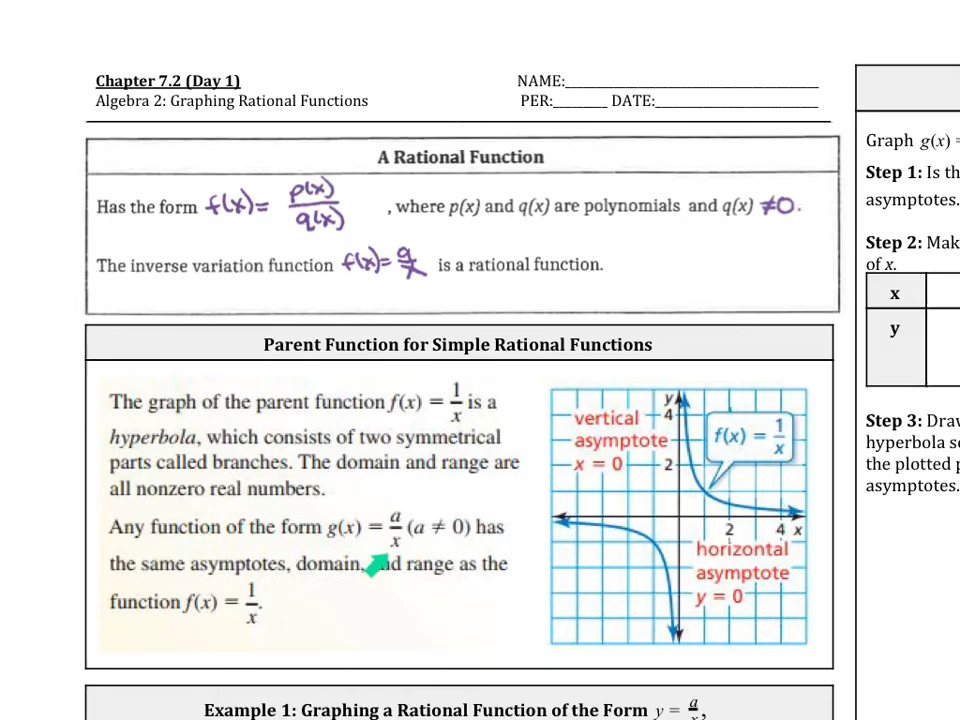 Chapter 7.2 (Day 1)
NAME:
Algebra 2: Graphing Rational Functions
PER: DATE:
A Rational Function
Has the form f(x) = p(x)/q(x) , where p(x) and q(x) are polynomials and q(x) ≠0.
The inverse variation function f(x) = a/x is a rational function.
Parent Function for Simple Rational Functions
The graph of the parent function f(x) = 1/x is a
hyperbola, which consists of two symmetrical
parts called branches. The domain and range are
all nonzero real numbers.
Any function of the form g(x) = a/x (a ≠ 0) has
the same asymptotes, domain, and range as the
function f(x) = 1/x.
y
4
vertical
asymptote
x = 0
2
f(x) = 1/x
2
4 x
horizontal
asymptote
y = 0
Example 1: Graphing a Rational Function of the Form y = a/x,
Graph g(x) =
Step 1: Is th
asymptotes.
Step 2: Mak
of x.
x
y
Step 3: Draw
hyperbola so
the plotted p
asymptotes.